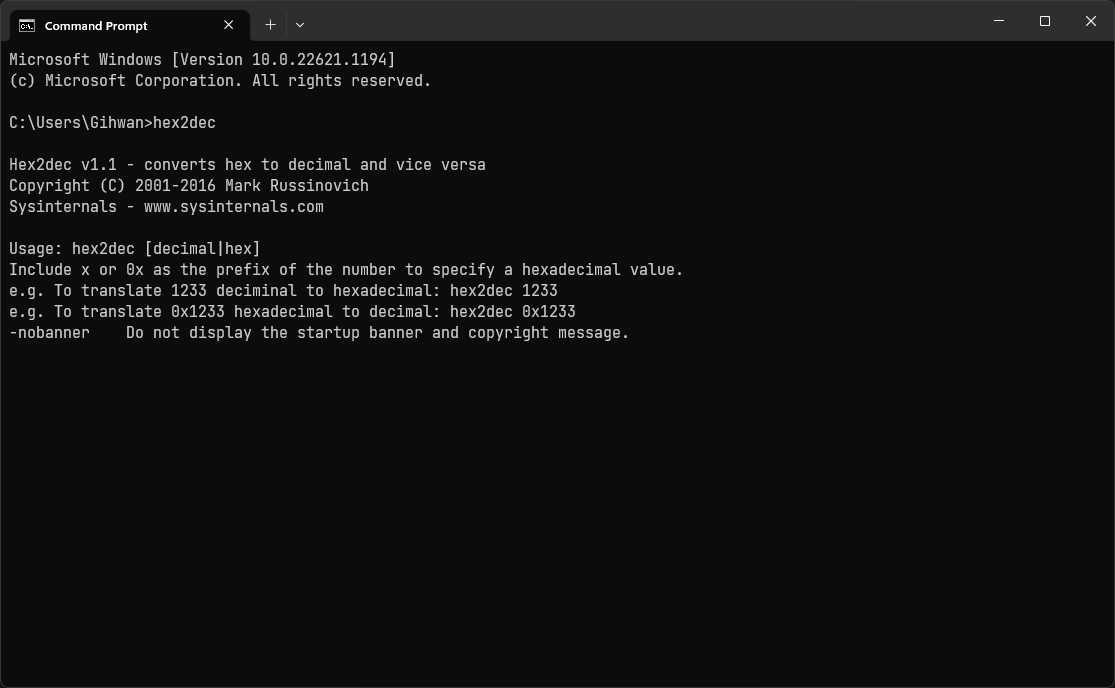 Command Prompt
Microsoft Windows [Version 10.0.22621.1194]
(c) Microsoft Corporation. All rights reserved.
C:\Users\Gihwan>hex2dec
Hex2dec v1.1 - converts hex to decimal and vice versa
Copyright (C) 2001-2016 Mark Russinovich
Sysinternals - www.sysinternals.com
Usage: hex2dec [decimal|hex]
Include x or 0x as the prefix of the number to specify a hexadecimal value.
e.g. To translate 1233 deciminal to hexadecimal: hex2dec 1233
e.g. To translate 0x1233 hexadecimal to decimal: hex2dec 0x1233
-nobanner    Do not display the startup banner and copyright message.